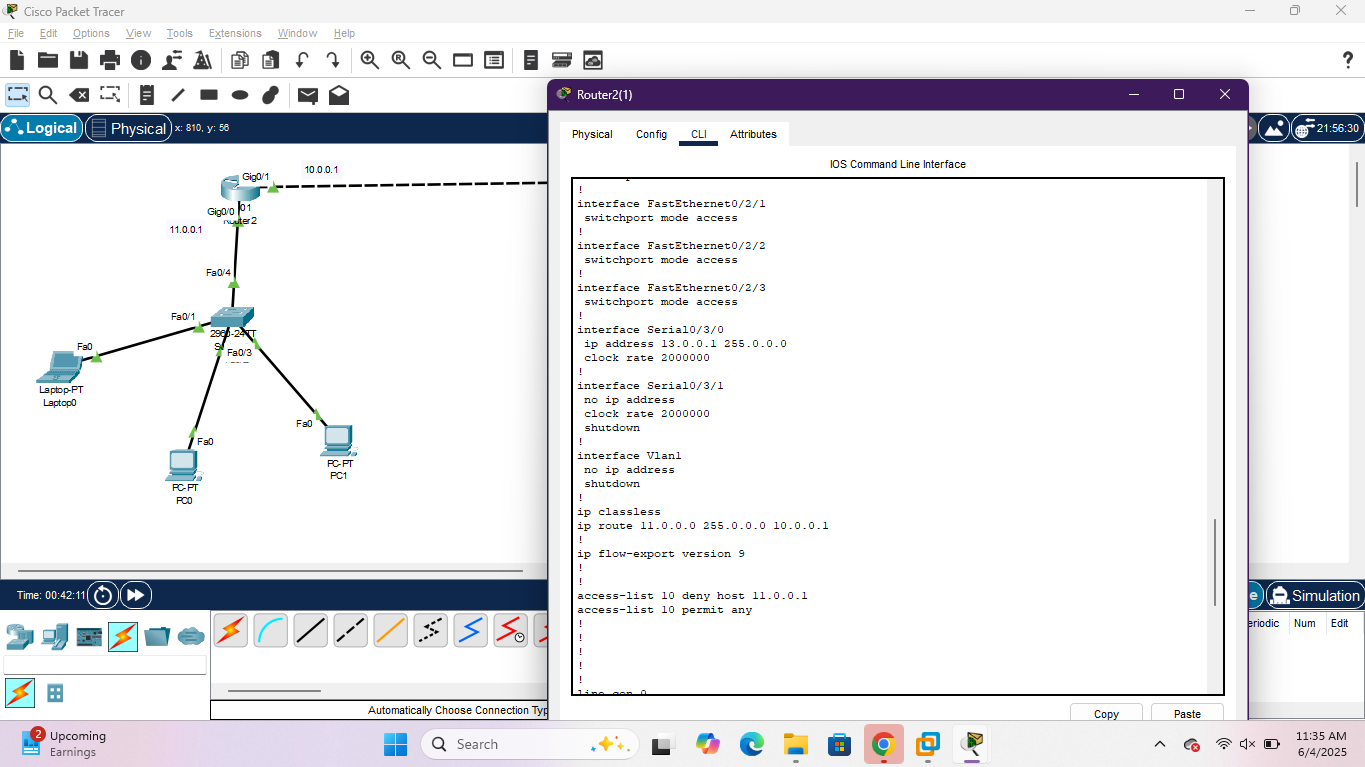 Cisco Packet Tracer
File Edit Options View Tools Extensions Window Help
Logical Physical x: 810, y: 56
21:56:30
Router2(1)
Physical Config CLI Attributes
IOS Command Line Interface
!
interface FastEthernet0/2/1
switchport mode access
!
interface FastEthernet0/2/2
switchport mode access
!
interface FastEthernet0/2/3
switchport mode access
!
interface Serial0/3/0
ip address 13.0.0.1 255.0.0.0
clock rate 2000000
!
interface Serial0/3/1
no ip address
clock rate 2000000
shutdown
!
interface Vlan1
no ip address
shutdown
!
ip classless
ip route 11.0.0.0 255.0.0.0 10.0.0.1
!
ip flow-export version 9
!
!
access-list 10 deny host 11.0.0.1
access-list 10 permit any
!
!
!
!
!
line con 0
Copy Paste
10.0.0.1
Gig0/1
Gig0/0
11.0.0.1
Fa0/4
Fa0/1
Fa0/3
Fa0
Laptop-PT
Laptop0
Fa0
PC-PT
PC0
Fa0
PC-PT
PC1
Time: 00:42:11
Simulation
Num Edit
Automatically Choose Connection Typ
2
Upcoming
Earnings
Search
11:35 AM
6/4/2025